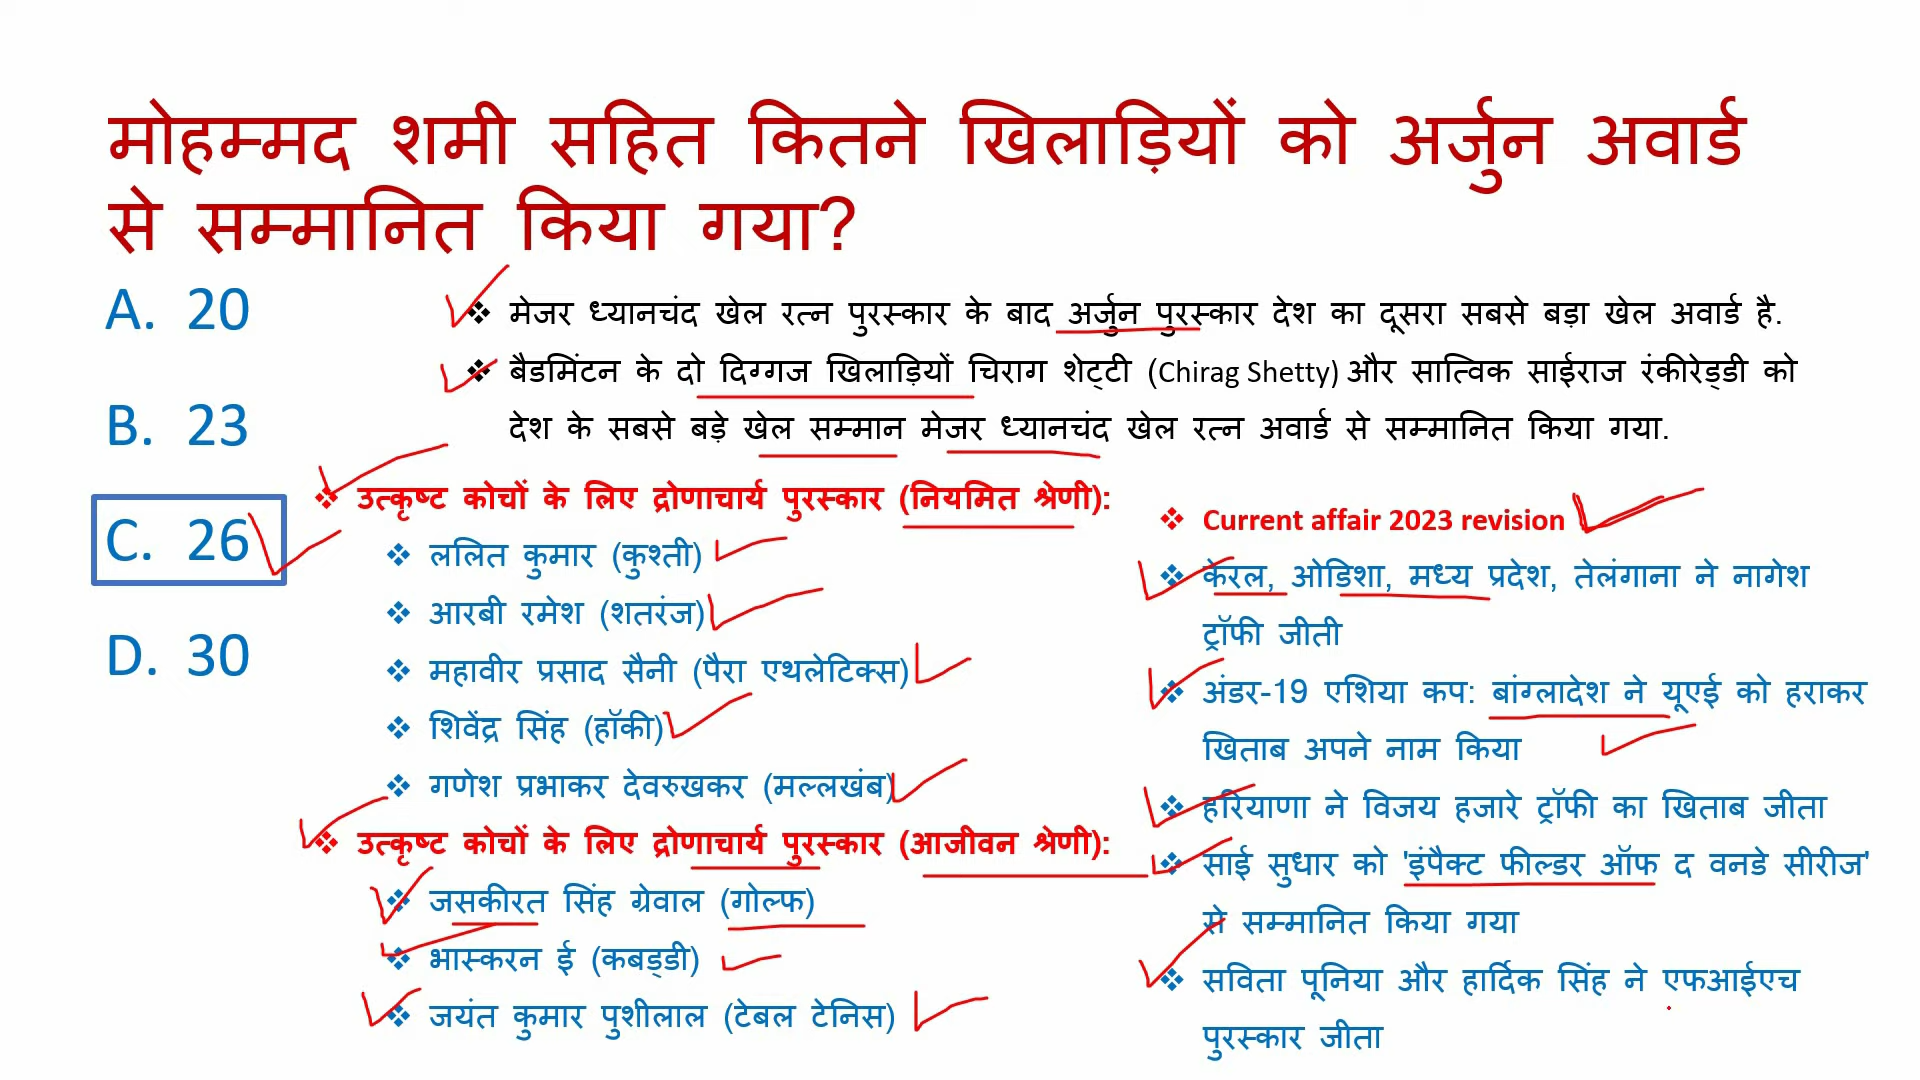 मोहम्मद शमी सहित कितने खिलाड़ियों को अर्जुन अवार्ड
से सम्मानित किया गया?
A. 20
B. 23
C. 26
D. 30
❖ मेजर ध्यानचंद खेल रत्न पुरस्कार के बाद अर्जुन पुरस्कार देश का दूसरा सबसे बड़ा खेल अवार्ड है.
❖ बैडमिंटन के दो दिग्गज खिलाड़ियों चिराग शेट्टी (Chirag Shetty) और सात्विक साईराज रंकीरेड्डी को
देश के सबसे बड़े खेल सम्मान मेजर ध्यानचंद खेल रत्न अवार्ड से सम्मानित किया गया.
❖ उत्कृष्ट कोचों के लिए द्रोणाचार्य पुरस्कार (नियमित श्रेणी):
❖ ललित कुमार (कुश्ती)
❖ आरबी रमेश (शतरंज)
❖ महावीर प्रसाद सैनी (पैरा एथलेटिक्स)
❖ शिवेंद्र सिंह (हॉकी)
❖ गणेश प्रभाकर देवरुखकर (मल्लखंब)
❖ उत्कृष्ट कोचों के लिए द्रोणाचार्य पुरस्कार (आजीवन श्रेणी):
❖ जसकीरत सिंह ग्रेवाल (गोल्फ)
❖ भास्करन ई (कबड्डी)
❖ जयंत कुमार पुशीलाल (टेबल टेनिस)
❖ Current affair 2023 revision
❖ केरल, ओडिशा, मध्य प्रदेश, तेलंगाना ने नागेश
ट्रॉफी जीती
❖ अंडर-19 एशिया कप: बांग्लादेश ने यूएई को हराकर
खिताब अपने नाम किया
❖ हरियाणा ने विजय हजारे ट्रॉफी का खिताब जीता
❖ साई सुधार को 'इंपैक्ट फील्डर ऑफ द वनडे सीरीज'
से सम्मानित किया गया
❖ सविता पूनिया और हार्दिक सिंह ने एफआईएच
पुरस्कार जीता